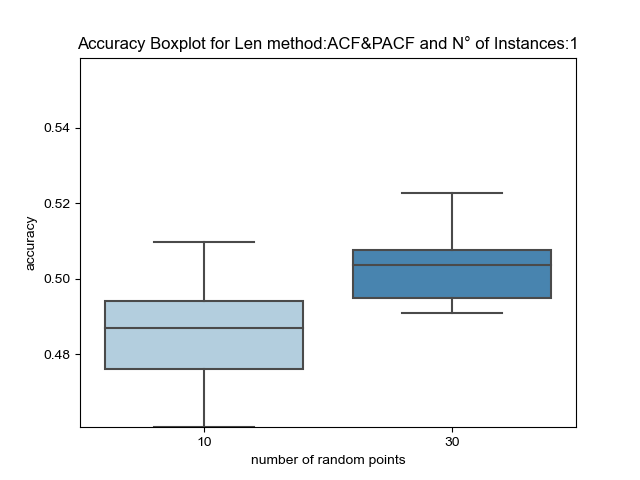 Accuracy Boxplot for Len method:ACF&PACF and N° of Instances:1
0.54
0.52
0.50
0.48
accuracy
10 30
number of random points